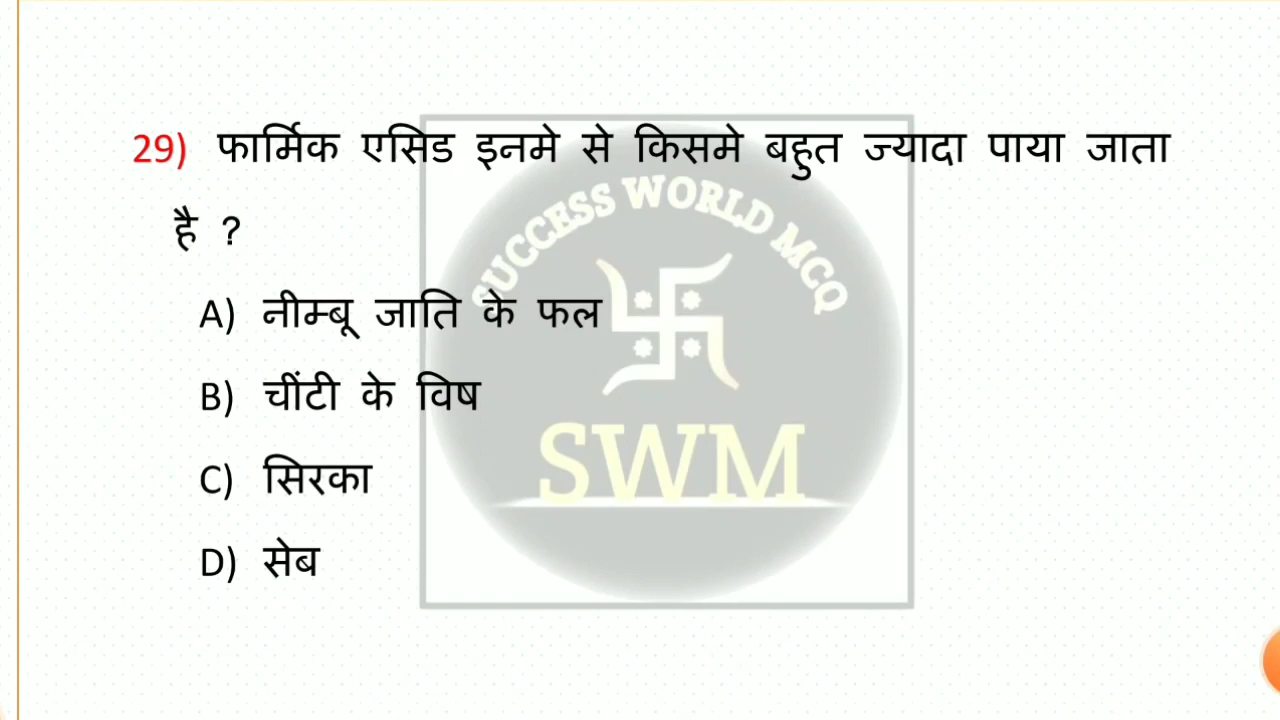 29) फार्मिक एसिड इनमे से किसमे बहुत ज्यादा पाया जाता
है ?
A) नीम्बू जाति के फल
B) चींटी के विष
C) सिरका
D) सेब
SUCCESS WORLD MCQ
SWM